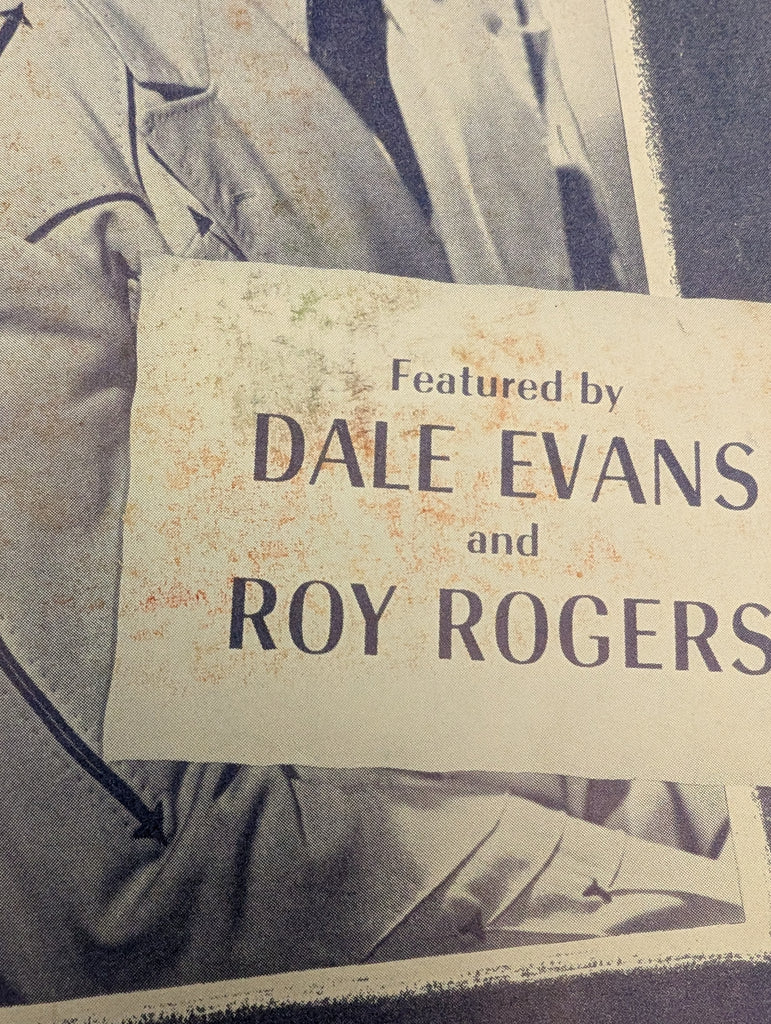 Featured by
DALE EVANS
and
ROY ROGERS